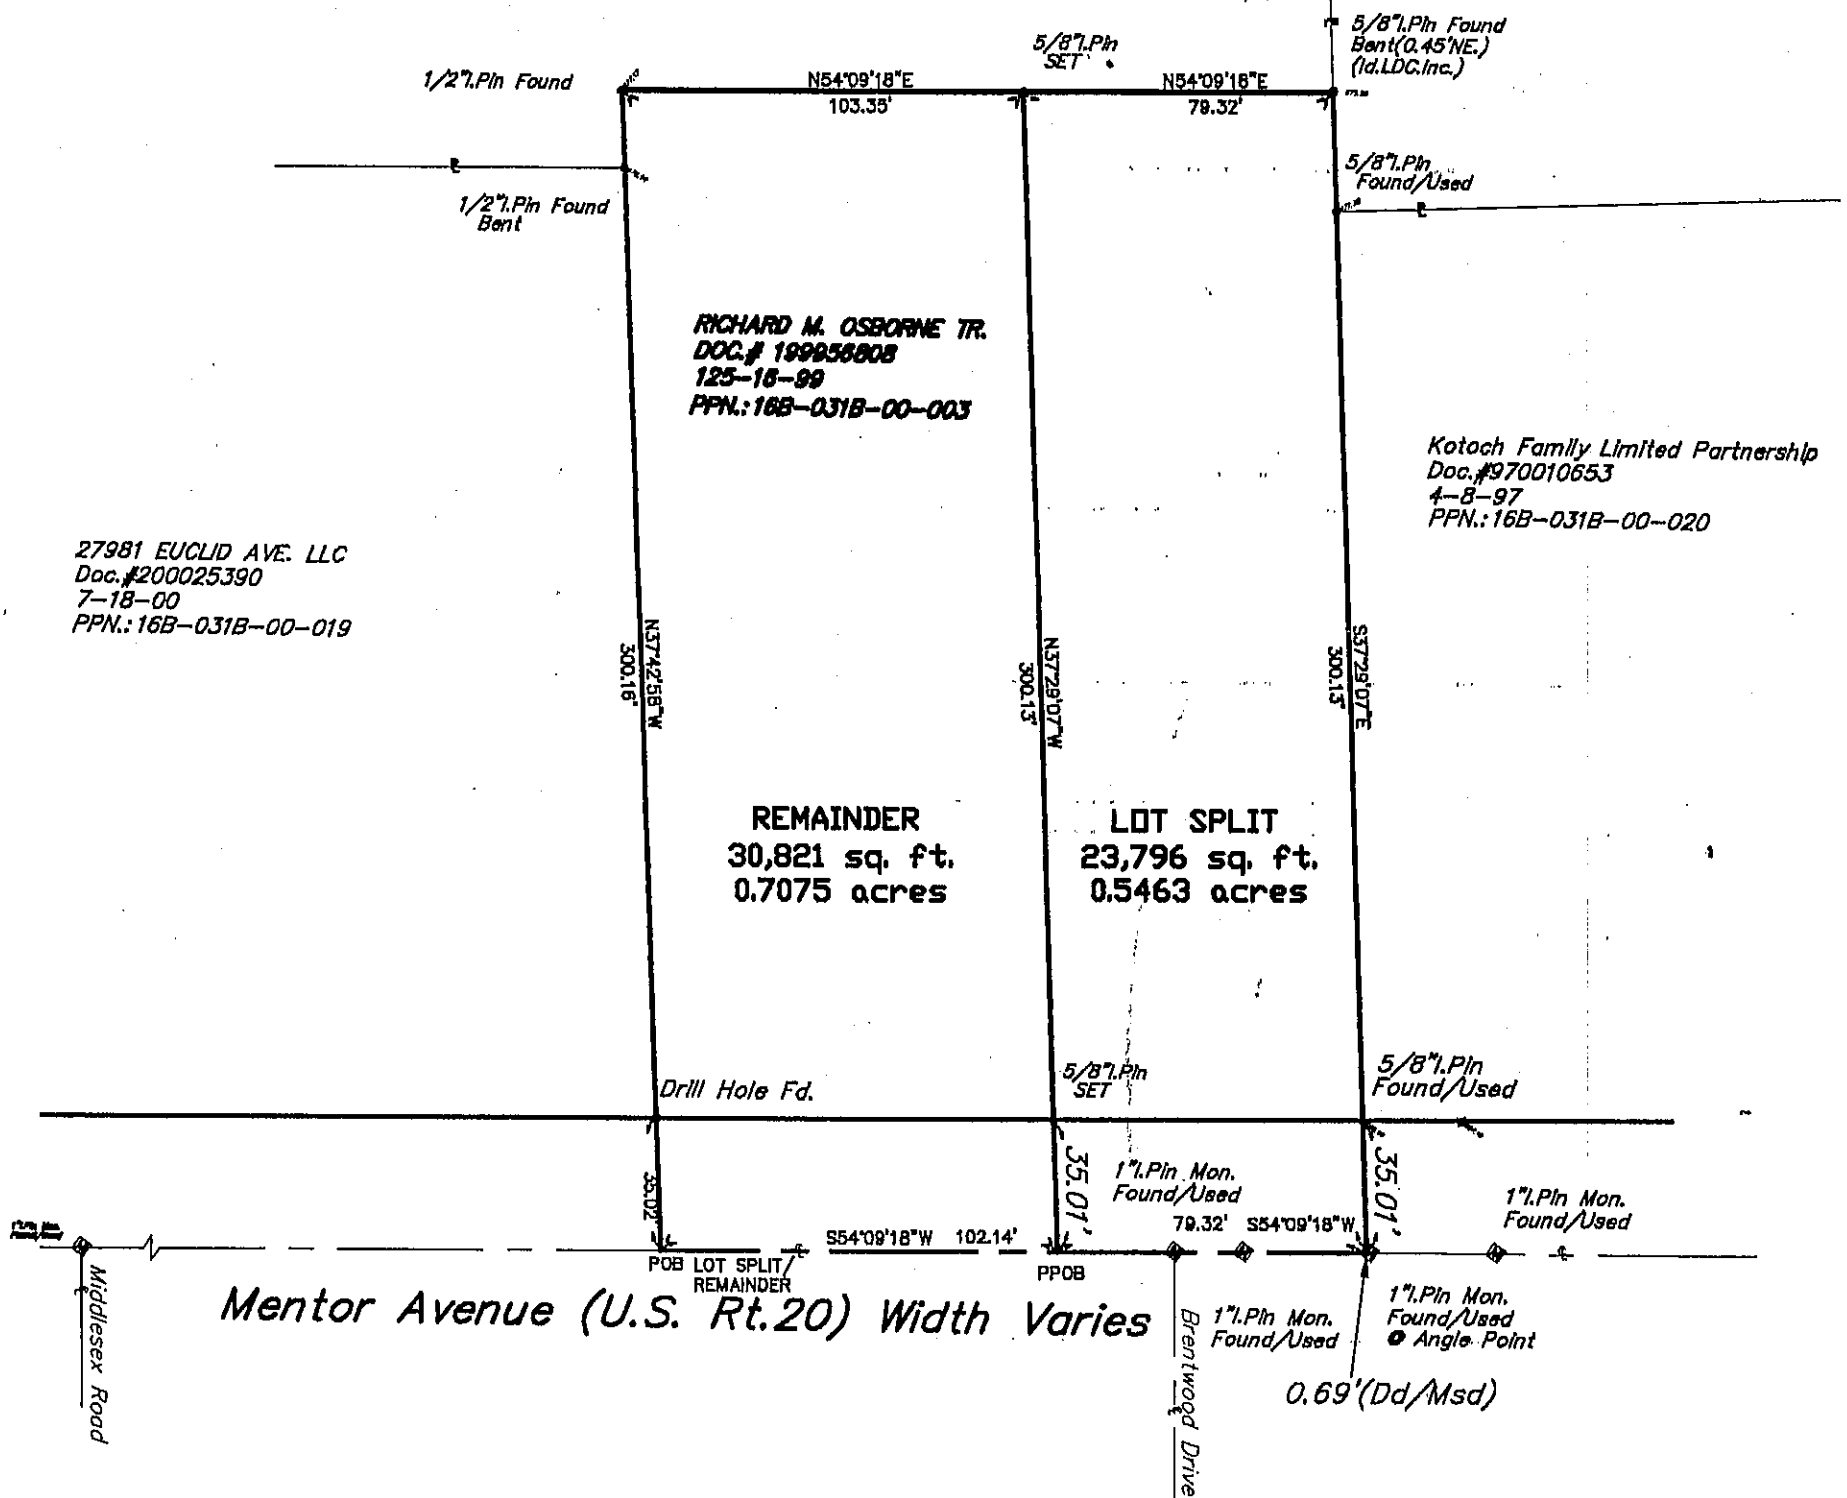 5/8"I.Pin
SET
5/8"I.Pin Found
Bent(0.45'NE.)
(Id.LDC.Inc.)
1/2"I.Pin Found
N54°09'18"E
103.35'
N54°09'18"E
79.32'
1/2"I.Pin Found
Bent
5/8"I.Pin
Found/Used
RICHARD M. OSBORNE TR.
DOC.# 199956808
125-16-99
PPN.:16B-031B-00-003
Kotoch Family Limited Partnership
Doc.#970010653
4-8-97
PPN.:16B-031B-00-020
27981 EUCLID AVE. LLC
Doc.#200025390
7-18-00
PPN.:16B-031B-00-019
N37°42'58"W
300.16'
N37°29'07"W
300.13'
S37°29'07"E
300.13'
REMAINDER
30,821 sq. ft.
0.7075 acres
LOT SPLIT
23,796 sq. ft.
0.5463 acres
Drill Hole Fd.
5/8"I.Pin
SET
5/8"I.Pin
Found/Used
35.02'
35.01'
35.01'
1"I.Pin Mon.
Found/Used
1"I.Pin Mon.
Found/Used
S54°09'18"W 102.14'
79.32' S54°09'18"W
POB LOT SPLIT/
REMAINDER
PPOB
Mentor Avenue (U.S. Rt.20) Width Varies
Middlesex Road
Brentwood Drive
1"I.Pin Mon.
Found/Used
1"I.Pin Mon.
Found/Used
@ Angle Point
0.69'(Dd/Msd)